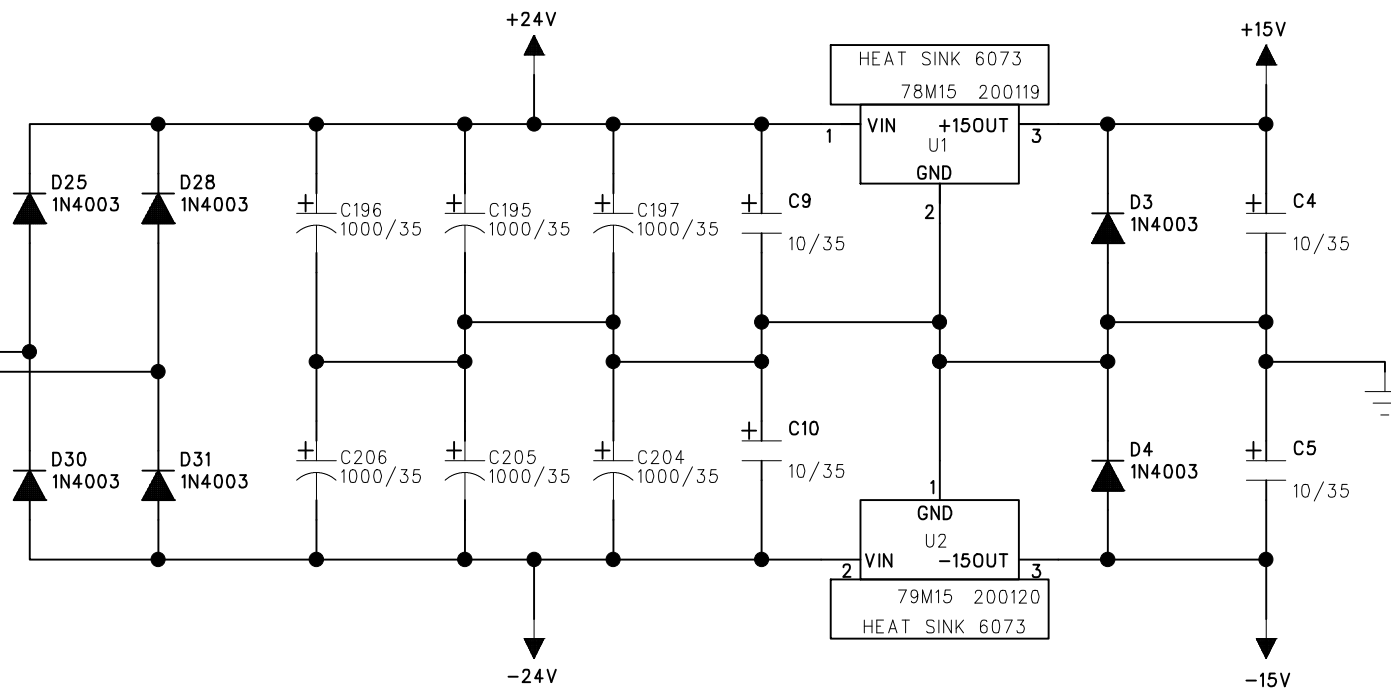 +24V
+15V
HEAT SINK 6073
78M15 200119
1
VIN
+15OUT
3
U1
GND
2
D25
1N4003
D28
1N4003
+
C196
1000/35
+
C195
1000/35
+
C197
1000/35
+
C9
10/35
D3
1N4003
+
C4
10/35
D30
1N4003
D31
1N4003
+
C206
1000/35
+
C205
1000/35
+
C204
1000/35
+
C10
10/35
D4
1N4003
+
C5
10/35
1
GND
U2
2
VIN
-15OUT
3
79M15 200120
HEAT SINK 6073
-24V
-15V